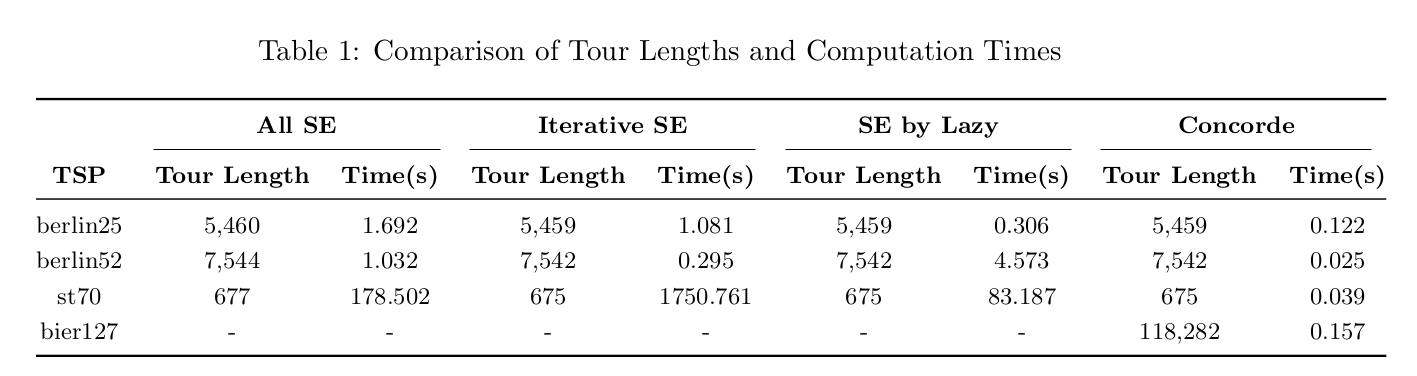 Table 1: Comparison of Tour Lengths and Computation Times
All SE Iterative SE SE by Lazy Concorde
TSP Tour Length Time(s) Tour Length Time(s) Tour Length Time(s) Tour Length Time(s)
berlin25 5,460 1.692 5,459 1.081 5,459 0.306 5,459 0.122
berlin52 7,544 1.032 7,542 0.295 7,542 4.573 7,542 0.025
st70 677 178.502 675 1750.761 675 83.187 675 0.039
bier127 - - - - - - 118,282 0.157